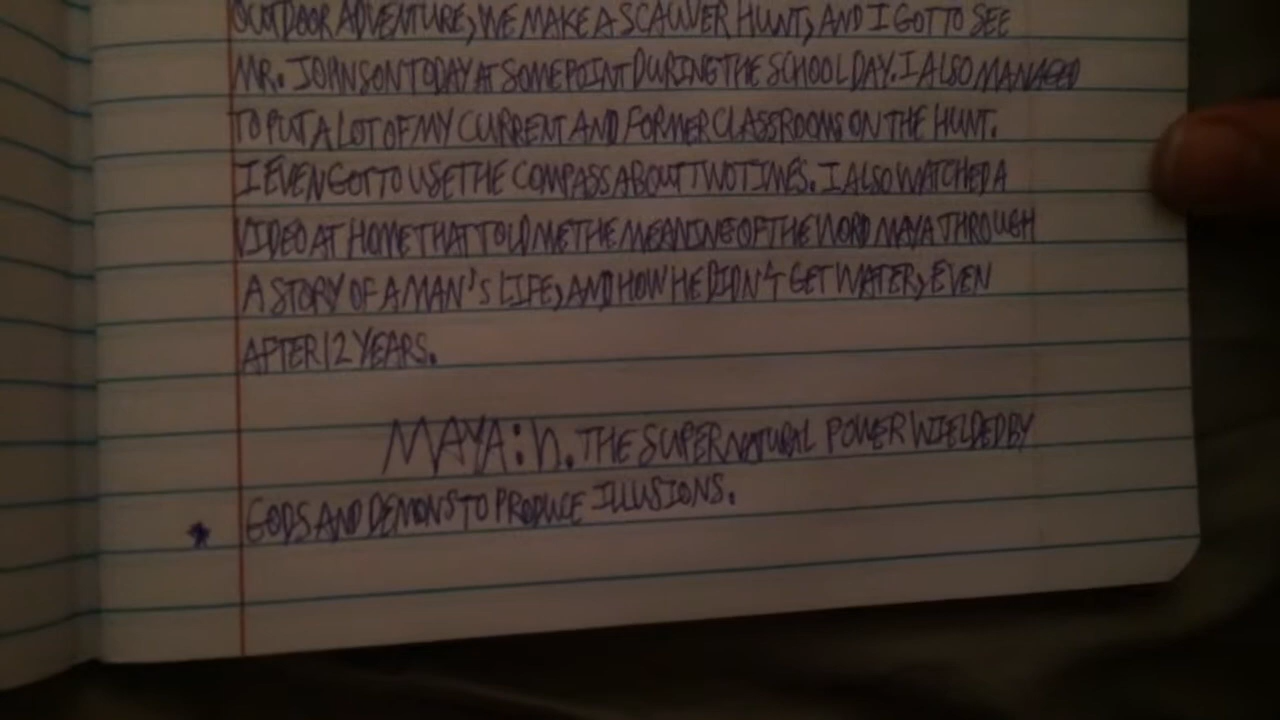 OUTDOOR ADVENTURE, WE MAKE A SCAUVER HUNT, AND I GOT TO SEE
MR. JOHNSON TODAY AT SOME POINT DURING THE SCHOOL DAY. I ALSO MANAGED
TO PUT A LOT OF MY CURRENT AND FORMER CLASSROOMS ON THE HUNT.
I EVEN GOT TO USE THE COMPASS ABOUT TWO TIMES. I ALSO WATCHED A
VIDEO AT HOME THAT TOLD ME THE MEANING OF THE WORD MAYA THROUGH
A STORY OF A MAN'S LIFE, AND HOW HE DIDN'T GET WATER, EVEN
AFTER 12 YEARS.
MAYA: n. THE SUPERNATURAL POWER WIELDED BY
GODS AND DEMONS TO PRODUCE ILLUSIONS.